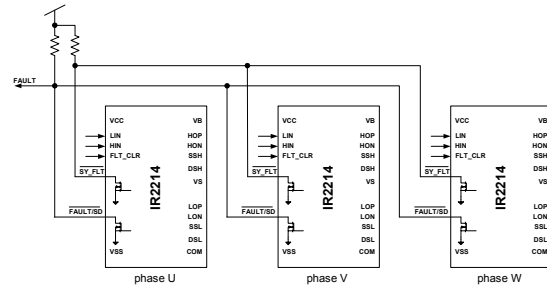 FAULT
VCC
VB
LIN
HOP
HIN
HON
FLT_CLR
SSH
SY_FLT
DSH
VS
IR2214
LOP
FAULT/SD
LON
SSL
DSL
VSS
COM
phase U
VCC
VB
LIN
HOP
HIN
HON
FLT_CLR
SSH
SY_FLT
DSH
VS
IR2214
LOP
FAULT/SD
LON
SSL
DSL
VSS
COM
phase V
VCC
VB
LIN
HOP
HIN
HON
FLT_CLR
SSH
SY_FLT
DSH
VS
IR2214
LOP
FAULT/SD
LON
SSL
DSL
VSS
COM
phase W